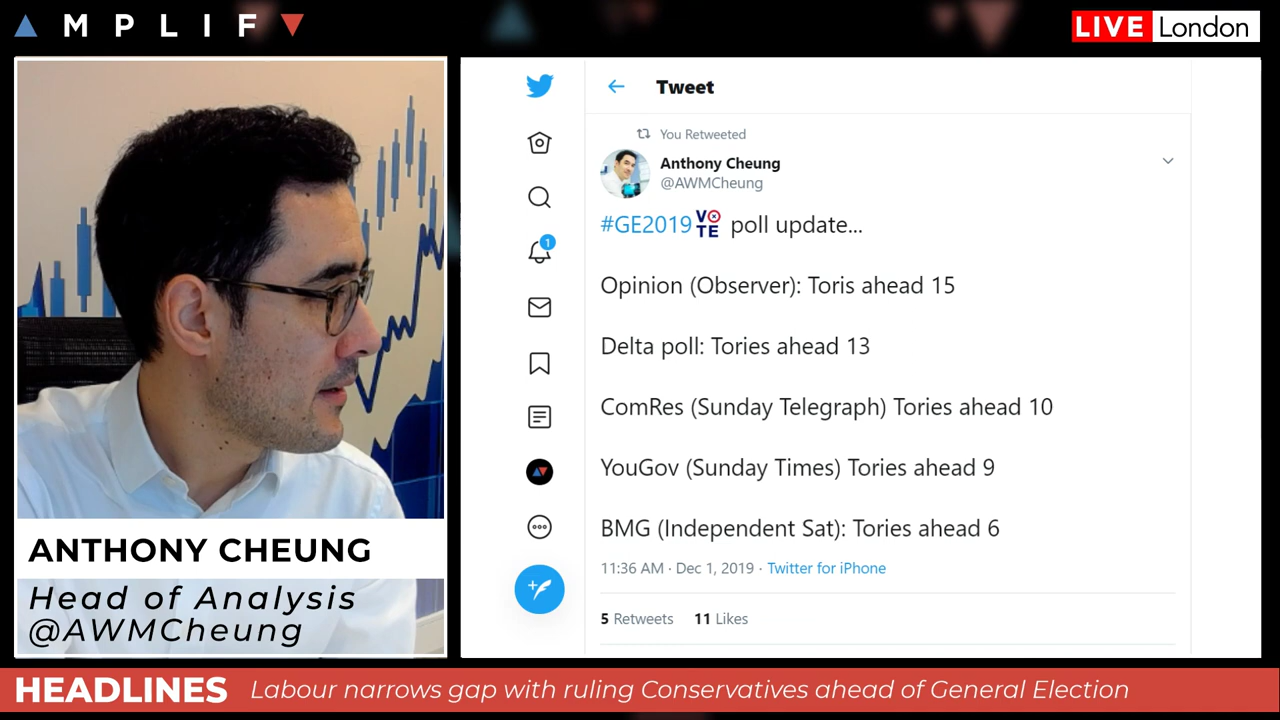 AMPLIFY
LIVE London
Tweet
You Retweeted
Anthony Cheung
@AWMCheung
#GE2019 VOTE poll update...
Opinion (Observer): Toris ahead 15
Delta poll: Tories ahead 13
ComRes (Sunday Telegraph) Tories ahead 10
YouGov (Sunday Times) Tories ahead 9
BMG (Independent Sat): Tories ahead 6
11:36 AM · Dec 1, 2019 · Twitter for iPhone
5 Retweets 11 Likes
1
ANTHONY CHEUNG
Head of Analysis
@AWMCheung
HEADLINES Labour narrows gap with ruling Conservatives ahead of General Election